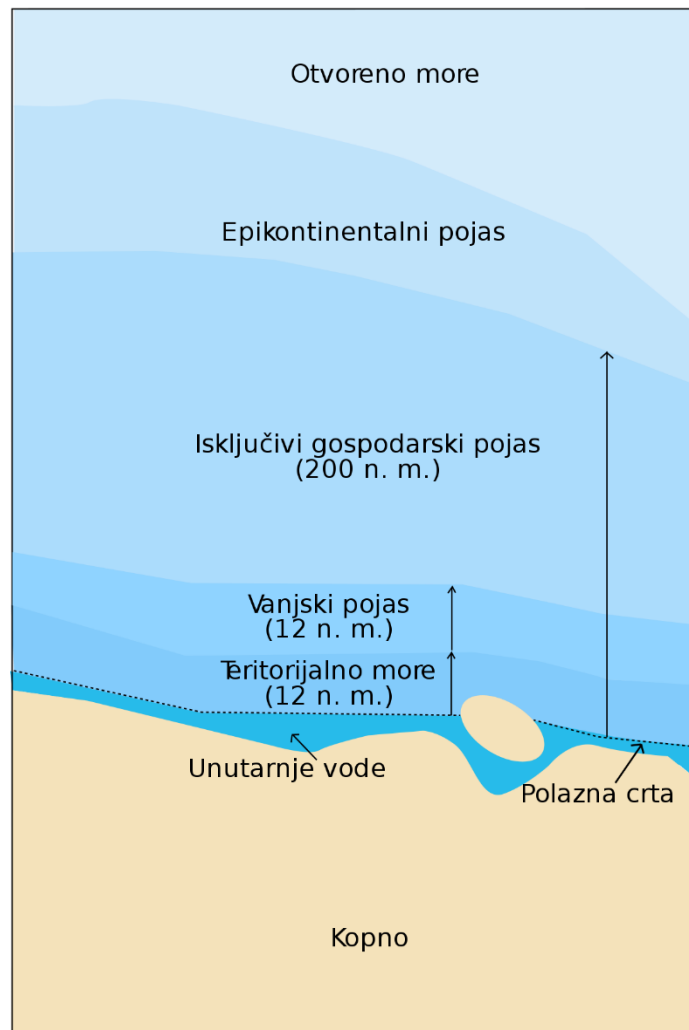 Otvoreno more
Epikontinentalni pojas
Isključivi gospodarski pojas
(200 n. m.)
Vanjski pojas
(12 n. m.)
Teritorijalno more
(12 n. m.)
Unutarnje vode
Polazna crta
Kopno